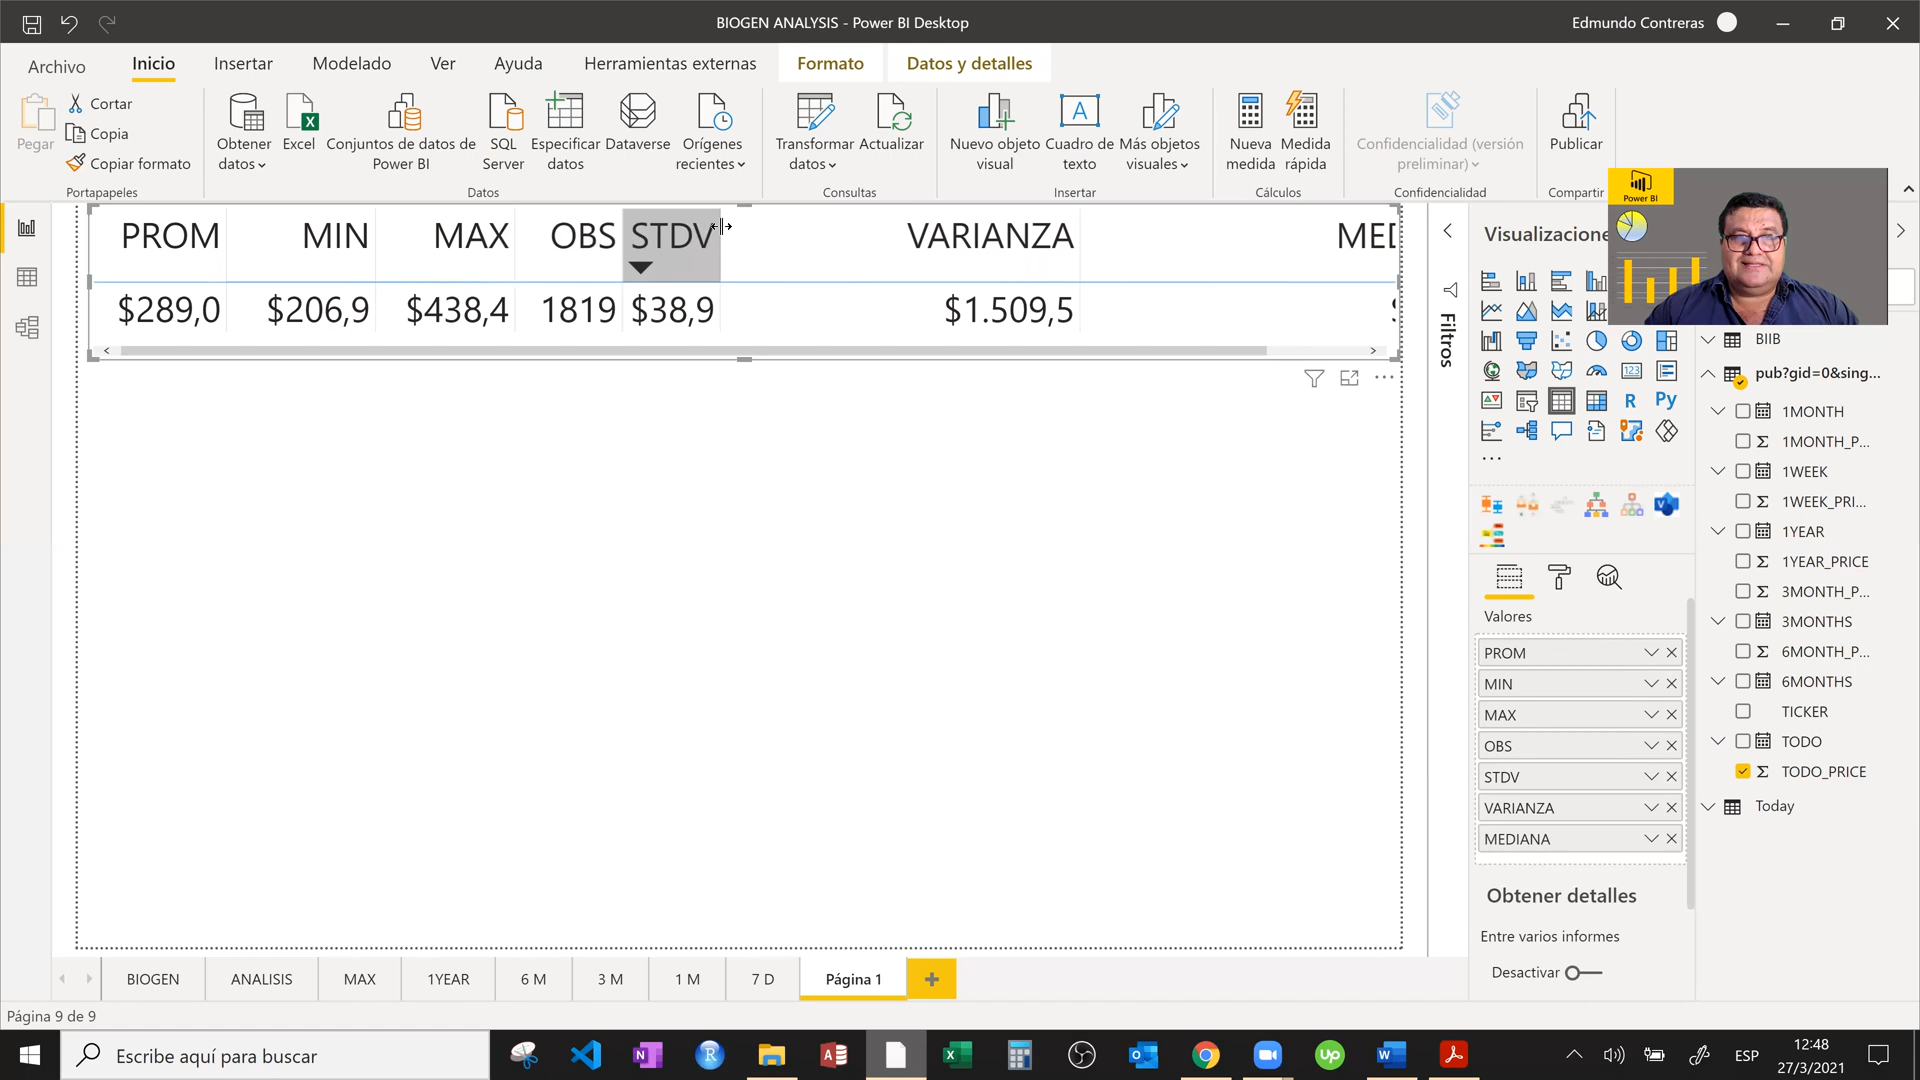 BIOGEN ANALYSIS - Power BI Desktop
Edmundo Contreras
Archivo
Inicio
Insertar
Modelado
Ver
Ayuda
Herramientas externas
Formato
Datos y detalles
Pegar
Cortar
Copia
Copiar formato
Portapapeles
Obtener datos
Excel
Conjuntos de datos de Power BI
SQL Server
Especificar datos
Dataverse
Orígenes recientes
Datos
Transformar datos
Actualizar
Consultas
Nuevo objeto visual
Cuadro de texto
Más objetos visuales
Insertar
Nueva medida
Medida rápida
Cálculos
Confidencialidad (versión preliminar)
Confidencialidad
Publicar
Compartir
Power BI
PROM MIN MAX OBS STDV VARIANZA MED
$289,0 $206,9 $438,4 1819 $38,9 $1.509,5
Filtros
Visualizacione
R
Py
Valores
PROM
MIN
MAX
OBS
STDV
VARIANZA
MEDIANA
Obtener detalles
Entre varios informes
Desactivar
BIIB
pub?gid=0&sing...
1MONTH
1MONTH_P...
1WEEK
1WEEK_PRI...
1YEAR
1YEAR_PRICE
3MONTH_P...
3MONTHS
6MONTH_P...
6MONTHS
TICKER
TODO
TODO_PRICE
Today
BIOGEN ANALISIS MAX 1YEAR 6 M 3 M 1 M 7 D Página 1
Página 9 de 9
Escribe aquí para buscar
ESP
12:48
27/3/2021